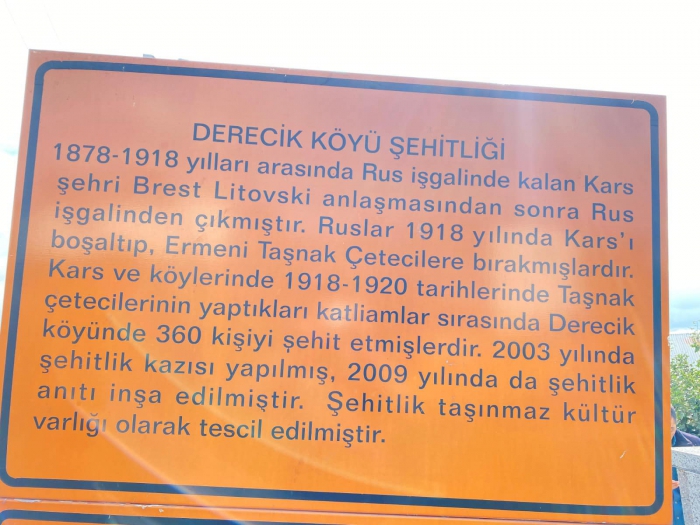 DERECİK KÖYÜ ŞEHİTLİĞİ
1878-1918 yılları arasında Rus işgalinde kalan Kars
şehri Brest Litovski anlaşmasından sonra Rus
işgalinden çıkmıştır. Ruslar 1918 yılında Kars'ı
boşaltıp, Ermeni Taşnak Çetecilere bırakmışlardır.
Kars ve köylerinde 1918-1920 tarihlerinde Taşnak
çetecilerinin yaptıkları katliamlar sırasında Derecik
köyünde 360 kişiyi şehit etmişlerdir. 2003 yılında
şehitlik kazısı yapılmış, 2009 yılında da şehitlik
anıtı inşa edilmiştir. Şehitlik taşınmaz kültür
varlığı olarak tescil edilmiştir.